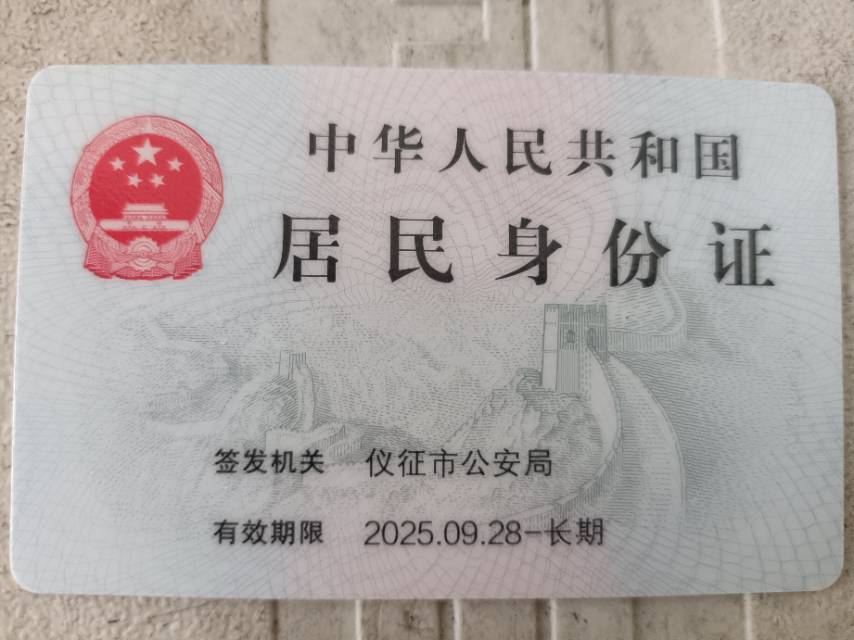 中华人民共和国
居民身份证
签发机关 仪征市公安局
有效期限 2025.09.28-长期